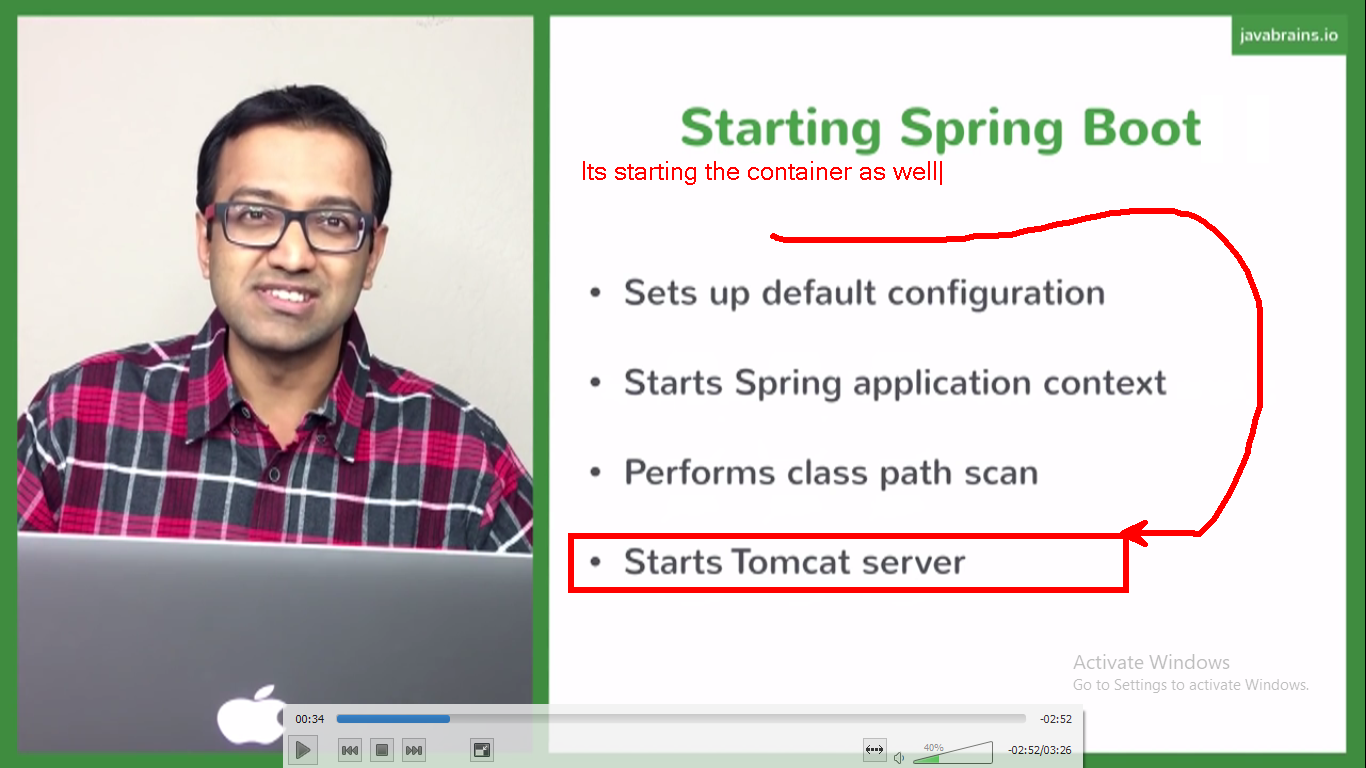 javabrains.io
Starting Spring Boot
Its starting the container as well
• Sets up default configuration
• Starts Spring application context
• Performs class path scan
• Starts Tomcat server
Activate Windows
Go to Settings to activate Windows.
00:34
-02:52
40%
-02:52/03:26